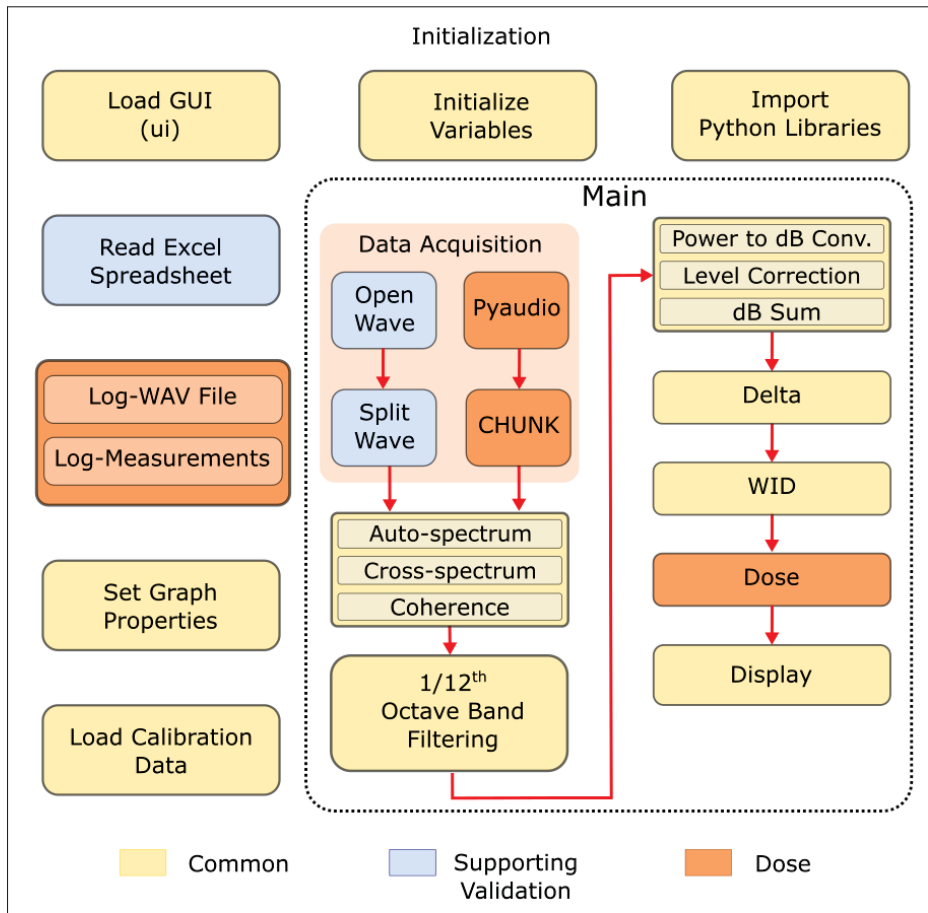 Initialization
Load GUI
(ui)
Initialize
Variables
Import
Python Libraries
Read Excel
Spreadsheet
Log-WAV File
Log-Measurements
Set Graph
Properties
Load Calibration
Data
Main
Data Acquisition
Open
Wave
Pyaudio
Split
Wave
CHUNK
Auto-spectrum
Cross-spectrum
Coherence
1/12th
Octave Band
Filtering
Power to dB Conv.
Level Correction
dB Sum
Delta
WID
Dose
Display
Common
Supporting
Validation
Dose